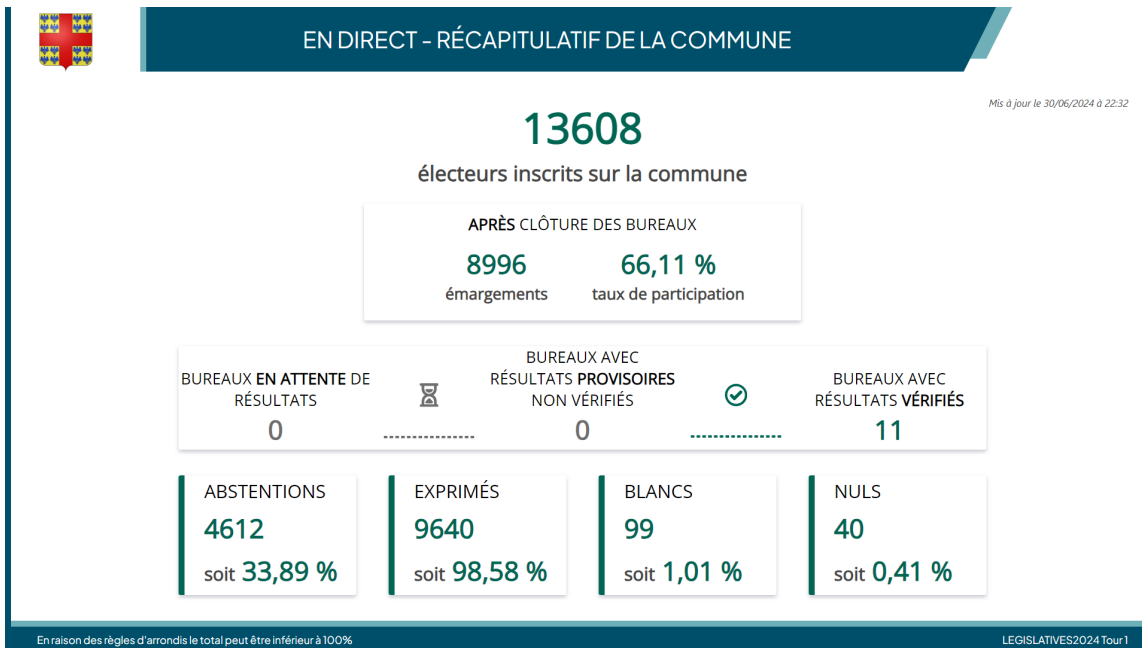 EN DIRECT - RÉCAPITULATIF DE LA COMMUNE
Mis à jour le 30/06/2024 à 22:32
13608
électeurs inscrits sur la commune
APRÈS CLÔTURE DES BUREAUX
8996
émargements
66,11 %
taux de participation
BUREAUX EN ATTENTE DE
RÉSULTATS
0
BUREAUX AVEC
RÉSULTATS PROVISOIRES
NON VÉRIFIÉS
0
BUREAUX AVEC
RÉSULTATS VÉRIFIÉS
11
ABSTENTIONS
4612
soit 33,89 %
EXPRIMÉS
9640
soit 98,58 %
BLANCS
99
soit 1,01 %
NULS
40
soit 0,41 %
En raison des règles d'arrondis le total peut être inférieur à 100%
LEGISLATIVES2024 Tour 1